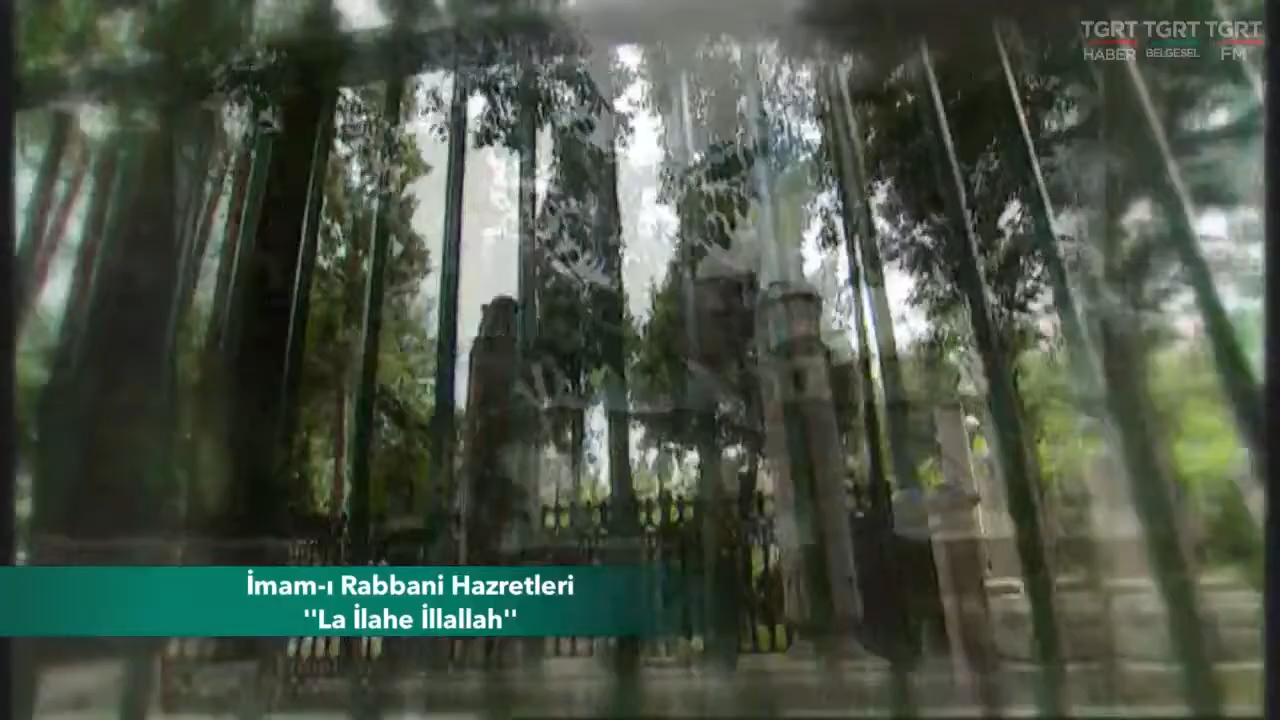 TGRT TGRT TGRT
HABER BELGESEL FM
İmam-ı Rabbani Hazretleri
''La İlahe İllallah''